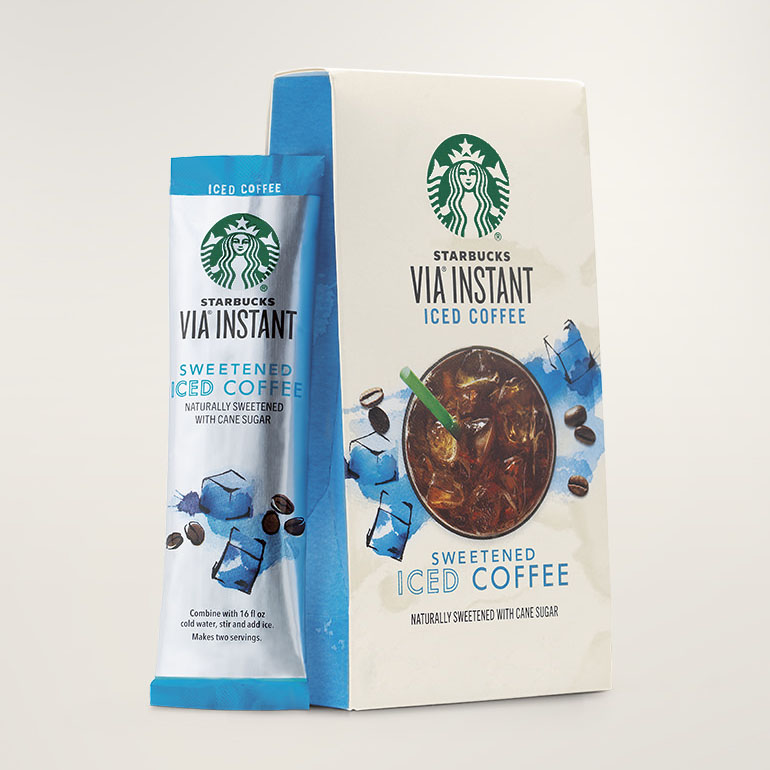 ICED COFFEE
STARBUCKS
VIA® INSTANT
SWEETENED
ICED COFFEE
NATURALLY SWEETENED
WITH CANE SUGAR
Combine with 16 fl oz
cold water, stir and add ice.
Makes two servings.
®
STARBUCKS
VIA® INSTANT
ICED COFFEE
SWEETENED
ICED COFFEE
NATURALLY SWEETENED WITH CANE SUGAR